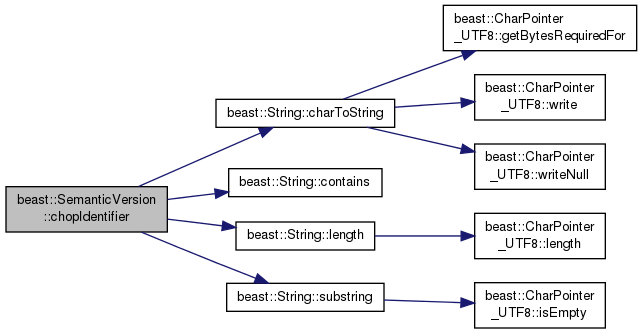 beast::SemanticVersion
::chopIdentifier
beast::String::charToString
beast::CharPointer
_UTF8::getBytesRequiredFor
beast::CharPointer
_UTF8::write
beast::CharPointer
_UTF8::writeNull
beast::String::contains
beast::String::length
beast::CharPointer
_UTF8::length
beast::String::substring
beast::CharPointer
_UTF8::isEmpty